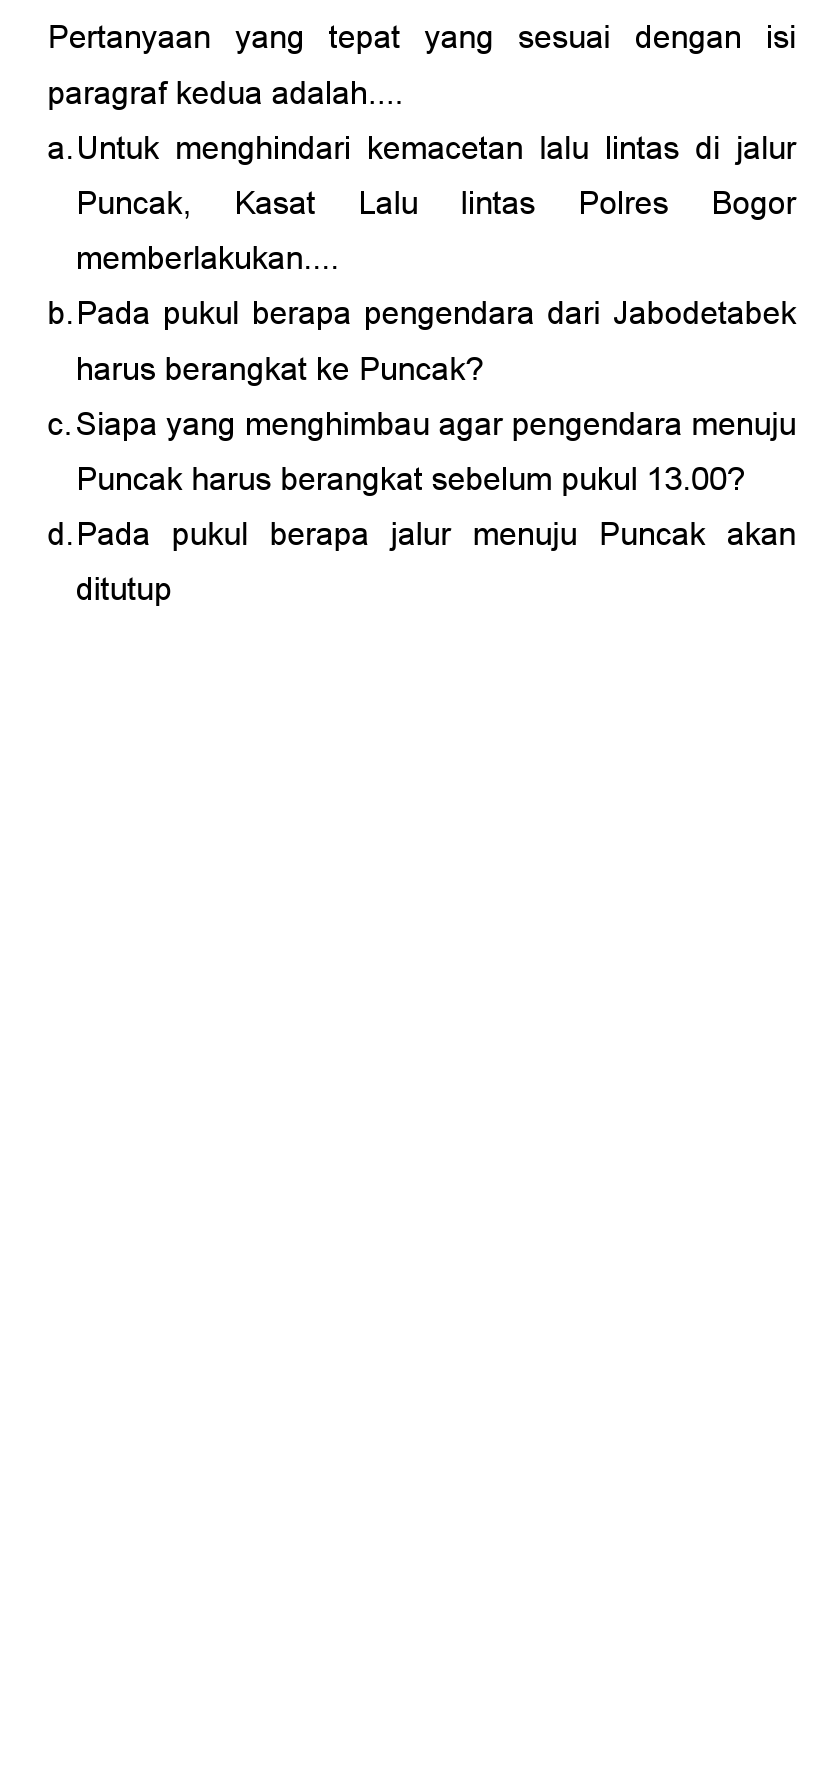 Pertanyaan yang tepat yang sesuai dengan isi
paragraf kedua adalah....
a. Untuk menghindari kemacetan lalu lintas di jalur
Puncak, Kasat Lalu lintas Polres Bogor
memberlakukan....
b. Pada pukul berapa pengendara dari Jabodetabek
harus berangkat ke Puncak?
c. Siapa yang menghimbau agar pengendara menuju
Puncak harus berangkat sebelum pukul 13.00?
d. Pada pukul berapa jalur menuju Puncak akan
ditutup